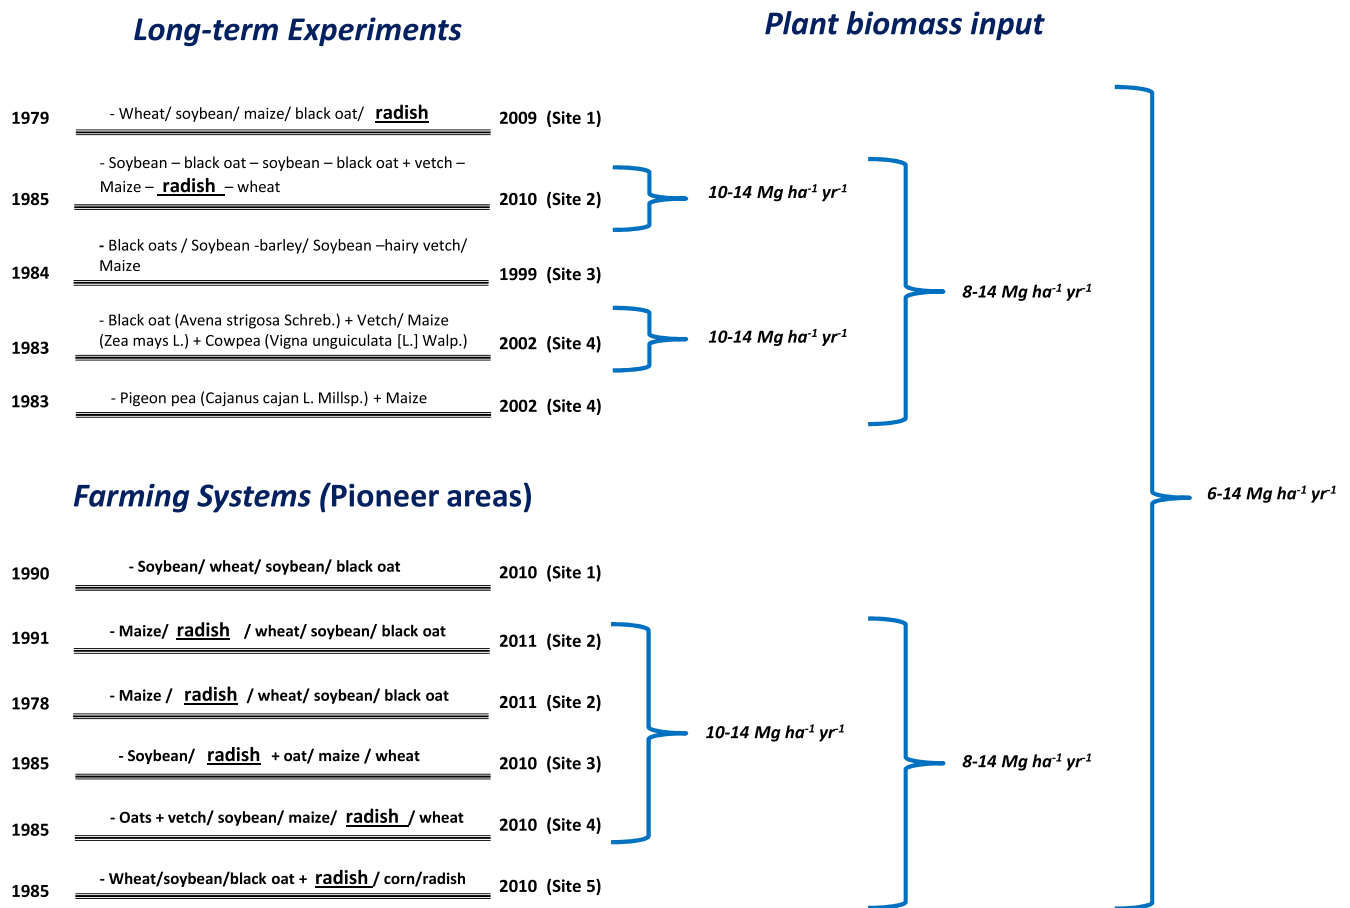 Long-term Experiments
Plant biomass input
1979 - Wheat/ soybean/ maize/ black oat/ radish 2009 (Site 1)
- Soybean – black oat – soybean – black oat + vetch –
Maize – radish – wheat
1985 2010 (Site 2)
10-14 Mg ha-1 yr-1
- Black oats / Soybean -barley/ Soybean –hairy vetch/
Maize
1984 1999 (Site 3)
8-14 Mg ha-1 yr-1
- Black oat (Avena strigosa Schreb.) + Vetch/ Maize
(Zea mays L.) + Cowpea (Vigna unguiculata [L.] Walp.)
1983 2002 (Site 4)
10-14 Mg ha-1 yr-1
1983 - Pigeon pea (Cajanus cajan L. Millsp.) + Maize 2002 (Site 4)
Farming Systems (Pioneer areas)
6-14 Mg ha-1 yr-1
1990 - Soybean/ wheat/ soybean/ black oat 2010 (Site 1)
1991 - Maize/ radish / wheat/ soybean/ black oat 2011 (Site 2)
1978 - Maize / radish / wheat/ soybean/ black oat 2011 (Site 2)
10-14 Mg ha-1 yr-1
1985 - Soybean/ radish + oat/ maize / wheat 2010 (Site 3)
8-14 Mg ha-1 yr-1
1985 - Oats + vetch/ soybean/ maize/ radish / wheat 2010 (Site 4)
1985 - Wheat/soybean/black oat + radish / corn/radish 2010 (Site 5)